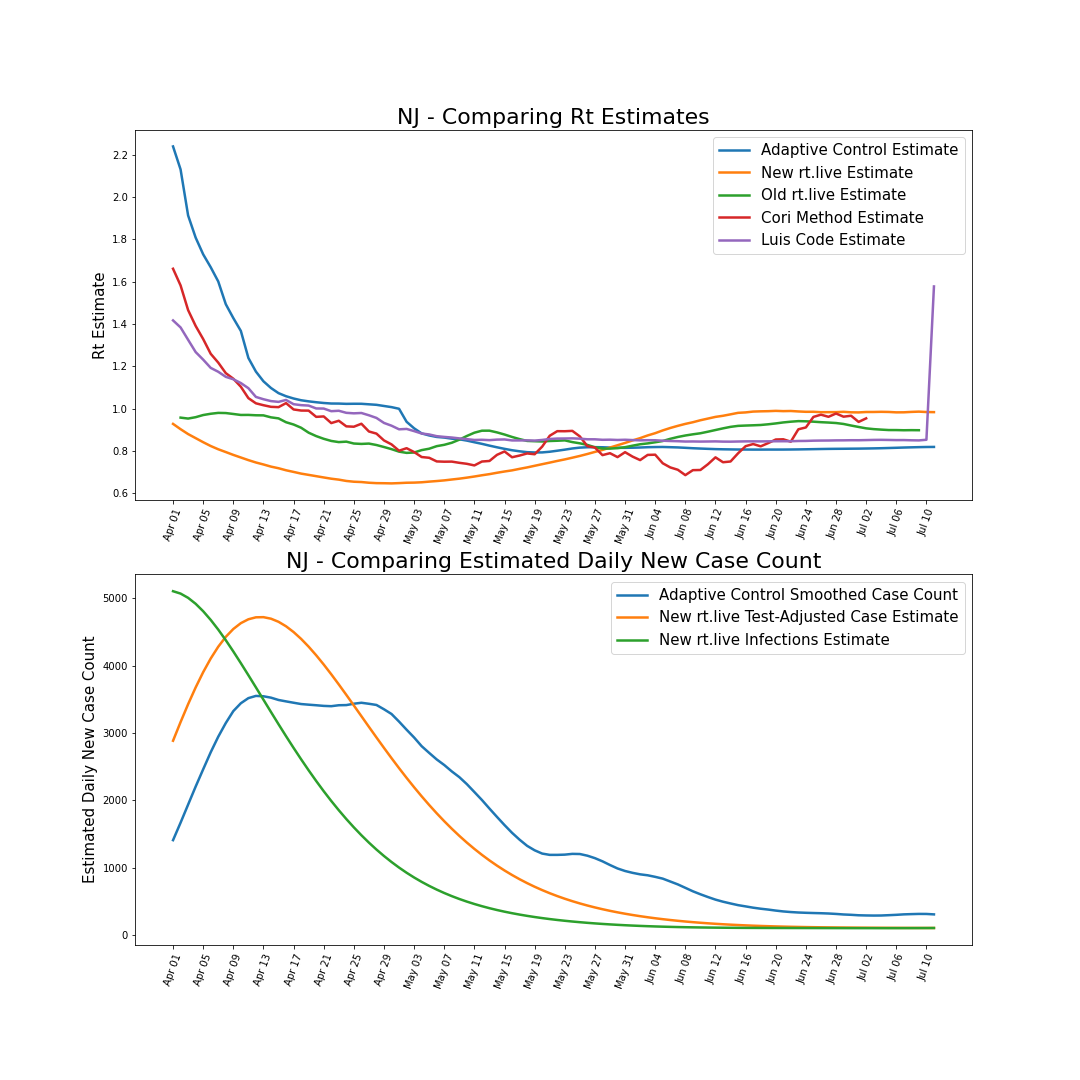 NJ - Comparing Rt Estimates
Rt Estimate
2.2
2.0
1.8
1.6
1.4
1.2
1.0
0.8
0.6
Adaptive Control Estimate
New rt.live Estimate
Old rt.live Estimate
Cori Method Estimate
Luis Code Estimate
Apr 01 Apr 05 Apr 09 Apr 13 Apr 17 Apr 21 Apr 25 Apr 29 May 03 May 07 May 11 May 15 May 19 May 23 May 27 May 31 Jun 04 Jun 08 Jun 12 Jun 16 Jun 20 Jun 24 Jun 28 Jul 02 Jul 06 Jul 10
NJ - Comparing Estimated Daily New Case Count
Estimated Daily New Case Count
5000
4000
3000
2000
1000
0
Adaptive Control Smoothed Case Count
New rt.live Test-Adjusted Case Estimate
New rt.live Infections Estimate
Apr 01 Apr 05 Apr 09 Apr 13 Apr 17 Apr 21 Apr 25 Apr 29 May 03 May 07 May 11 May 15 May 19 May 23 May 27 May 31 Jun 04 Jun 08 Jun 12 Jun 16 Jun 20 Jun 24 Jun 28 Jul 02 Jul 06 Jul 10